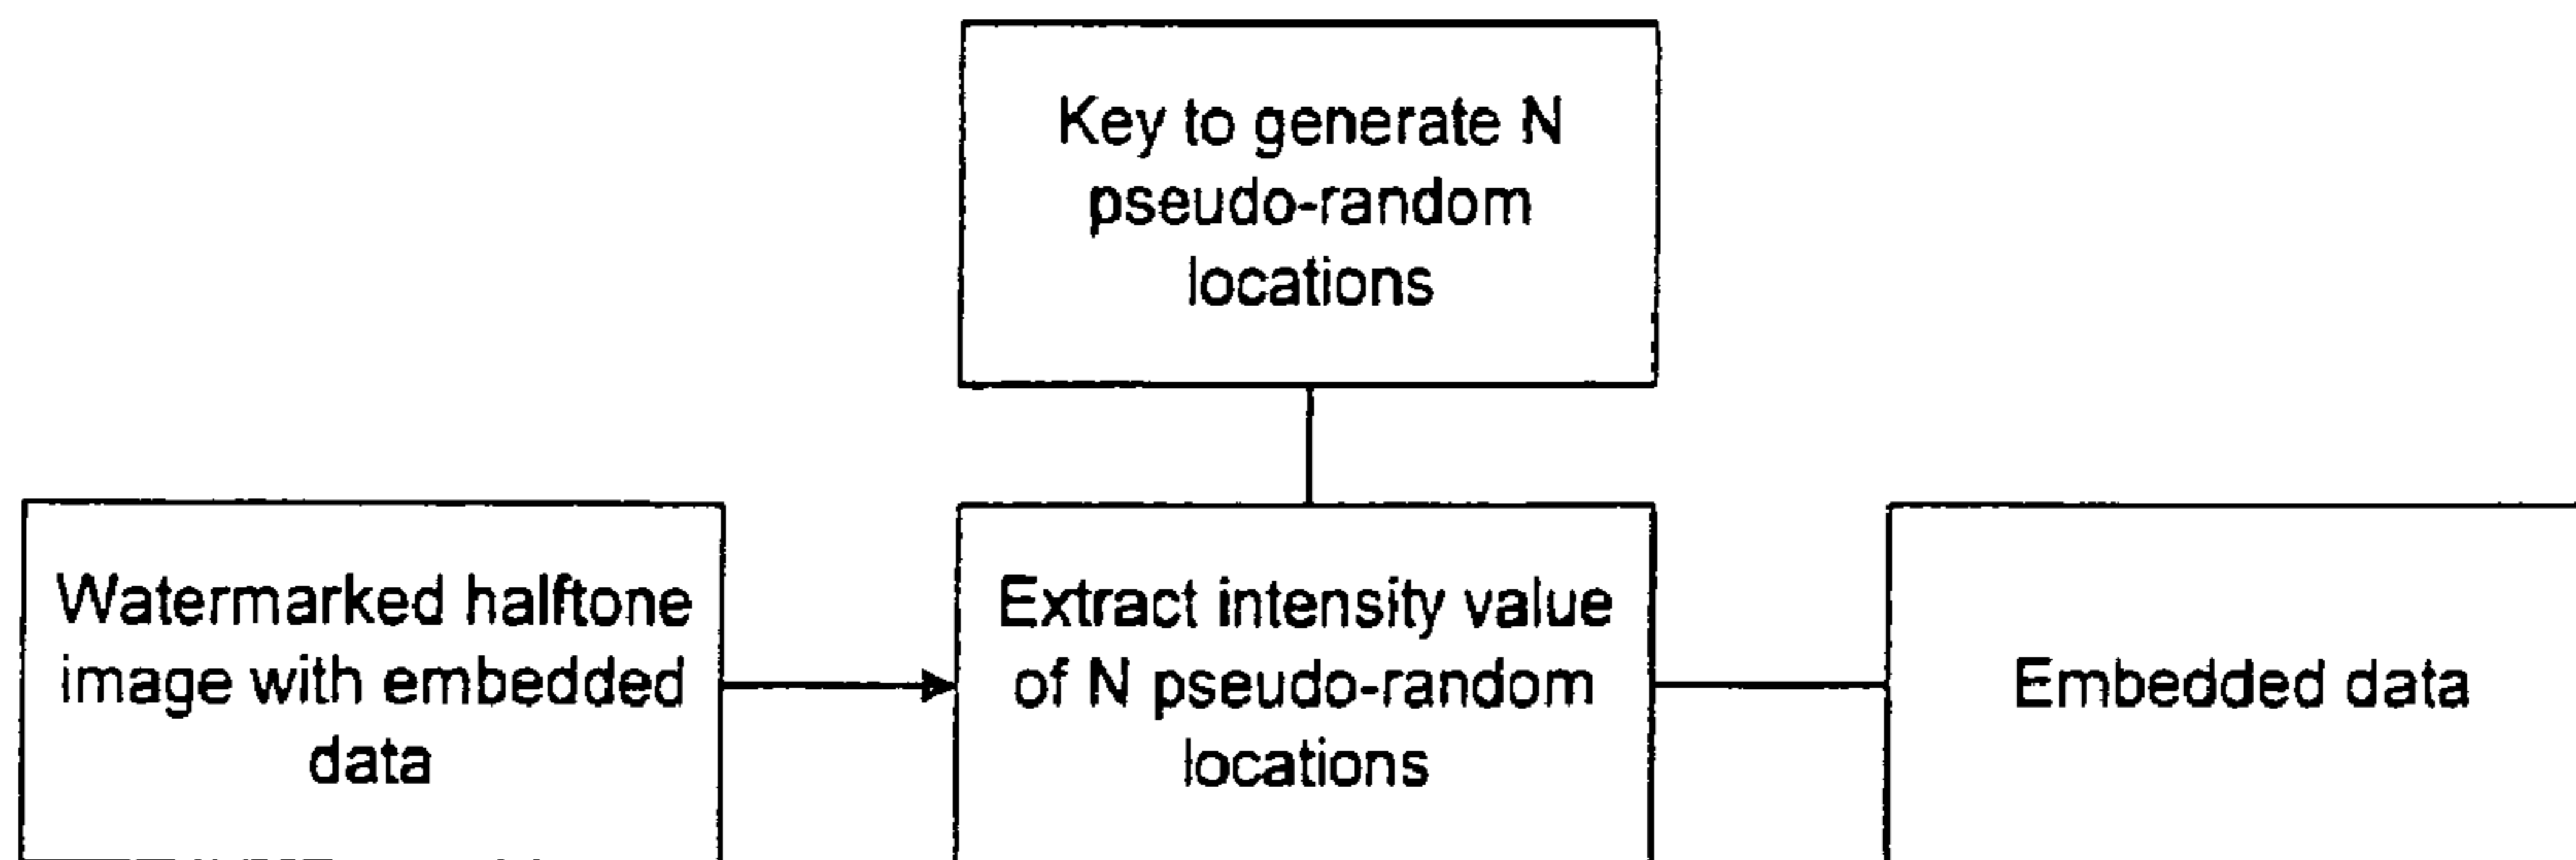 Key to generate N
pseudo-random
locations
Watermarked halftone
image with embedded
data
Extract intensity value
of N pseudo-random
locations
Embedded data